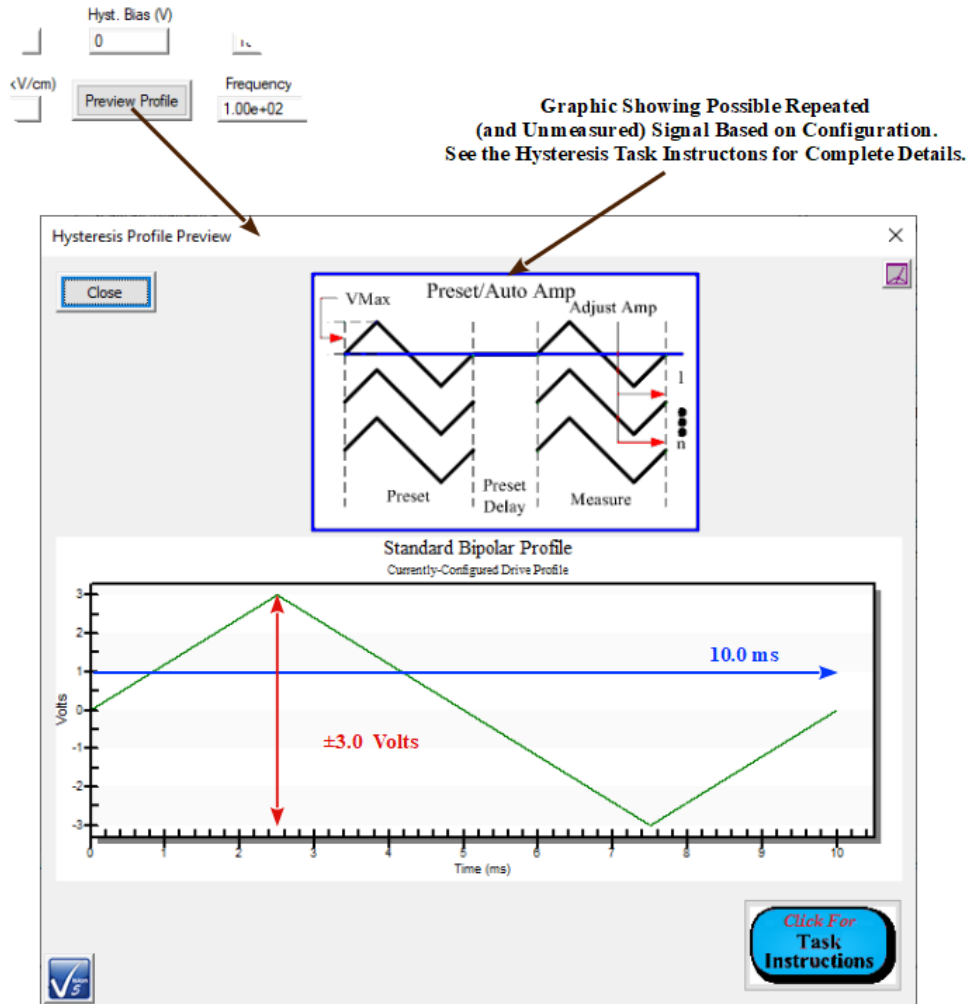 Hyst. Bias (V)
0
V/cm)
Preview Profile
Frequency
1.00e+02
Graphic Showing Possible Repeated
(and Unmeasured) Signal Based on Configuration.
See the Hysteresis Task Instructons for Complete Details.
Hysteresis Profile Preview
Close
Preset/Auto Amp
VMax
Adjust Amp
1
n
Preset
Preset
Delay
Measure
Standard Bipolar Profile
Currently-Configured Drive Profile
3
2
1
0
-1
-2
-3
Volts
10.0 ms
±3.0 Volts
0 1 2 3 4 5 6 7 8 9 10
Time (ms)
Click For
Task
Instructions
Vision
5